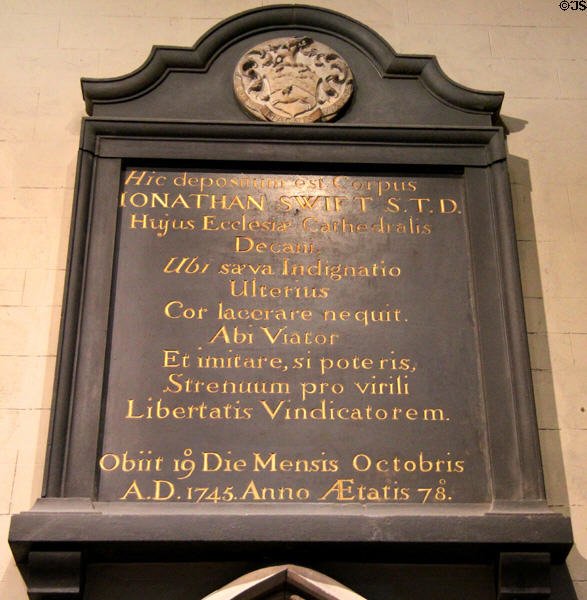 ©JS
Hic depositum est Corpus
IONATHAN SWIFT S.T.D.
Hujus Ecclesiæ Cathedralis
Decani.
Ubi sæva Indignatio
Ulterius
Cor lacerare nequit.
Abi Viator
Et imitare, si poteris,
Strenuum pro virili
Libertatis Vindicatorem.
Obiit 19º Die Mensis Octobris
A.D. 1745. Anno Ætatis 78º.